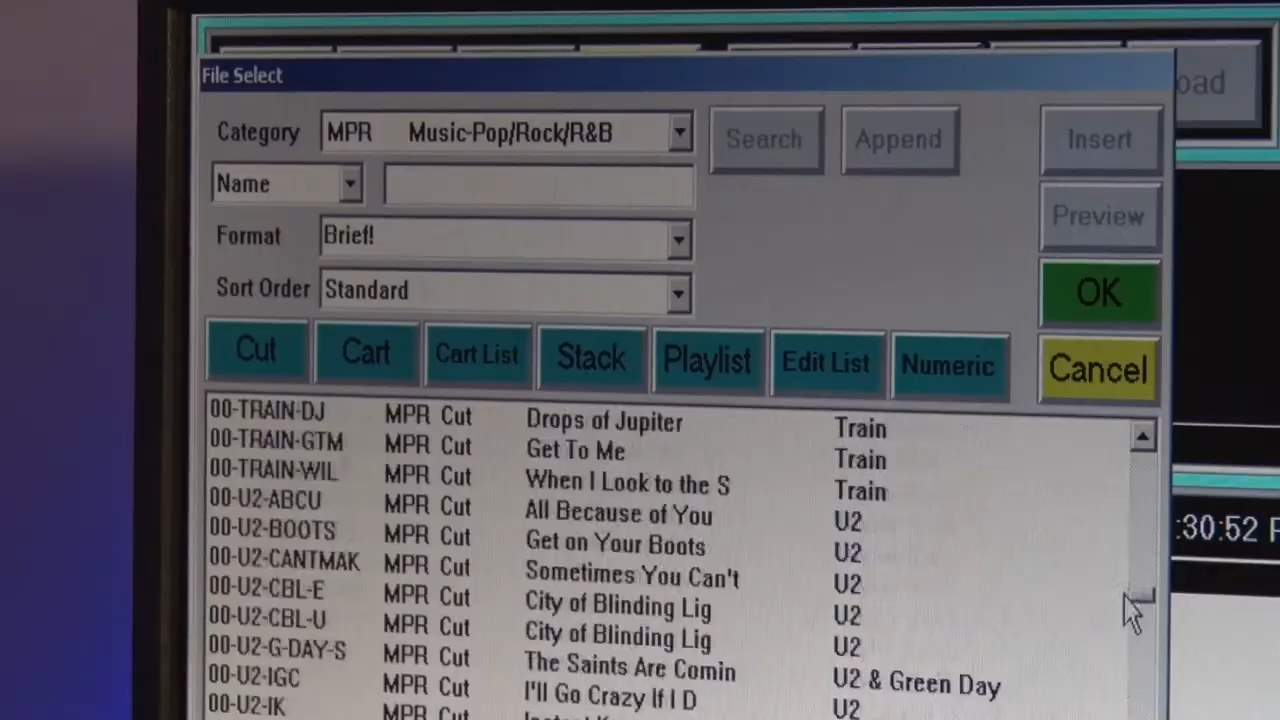 oad
File Select
Category MPR Music-Pop/Rock/R&B Search Append Insert
Name Preview
Format Brief!
OK
Sort Order Standard
Cut Cart Cart List Stack Playlist Edit List Numeric Cancel
00-TRAIN-DJ MPR Cut Drops of Jupiter Train
00-TRAIN-GTM MPR Cut Get To Me Train
00-TRAIN-WIL MPR Cut When I Look to the S Train
00-U2-ABCU MPR Cut All Because of You U2
00-U2-BOOTS MPR Cut Get on Your Boots U2
00-U2-CANTMAK MPR Cut Sometimes You Can't U2
00-U2-CBL-E MPR Cut City of Blinding Lig U2
00-U2-CBL-U MPR Cut City of Blinding Lig U2
00-U2-G-DAY-S MPR Cut The Saints Are Comin U2 & Green Day
00-U2-IGC MPR Cut I'll Go Crazy If I D U2
00-U2-IK MPR Cut
:30:52